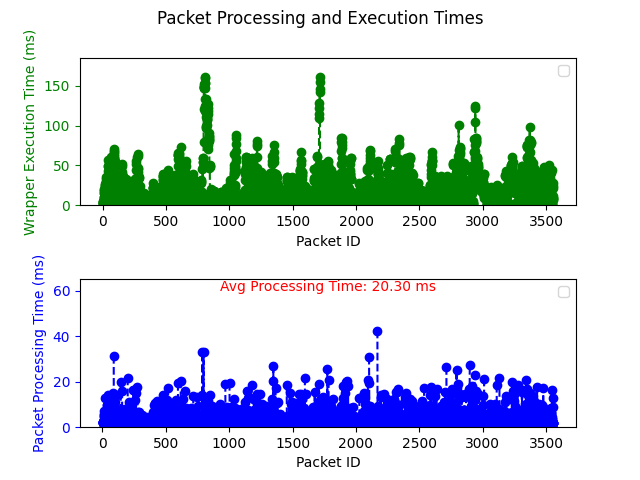 Packet Processing and Execution Times
Wrapper Execution Time (ms)
150
100
50
0
0 500 1000 1500 2000 2500 3000 3500
Packet ID
Packet Processing Time (ms)
Avg Processing Time: 20.30 ms
60
40
20
0
0 500 1000 1500 2000 2500 3000 3500
Packet ID